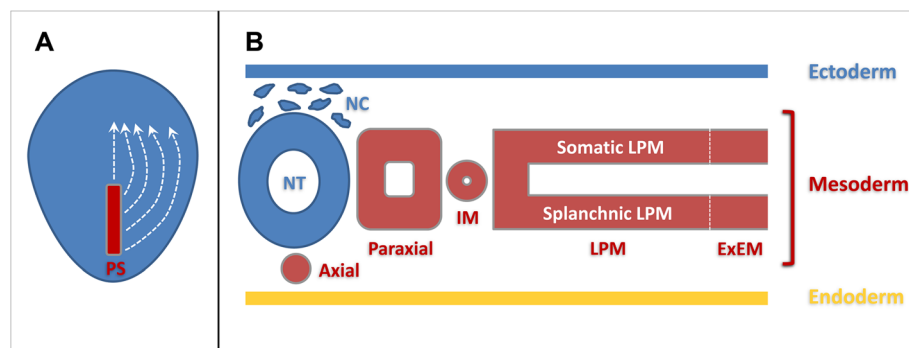 A
B
Ectoderm
NC
Somatic LPM
NT
Mesoderm
Splanchnic LPM
IM
PS
Paraxial
LPM
ExEM
Axial
Endoderm